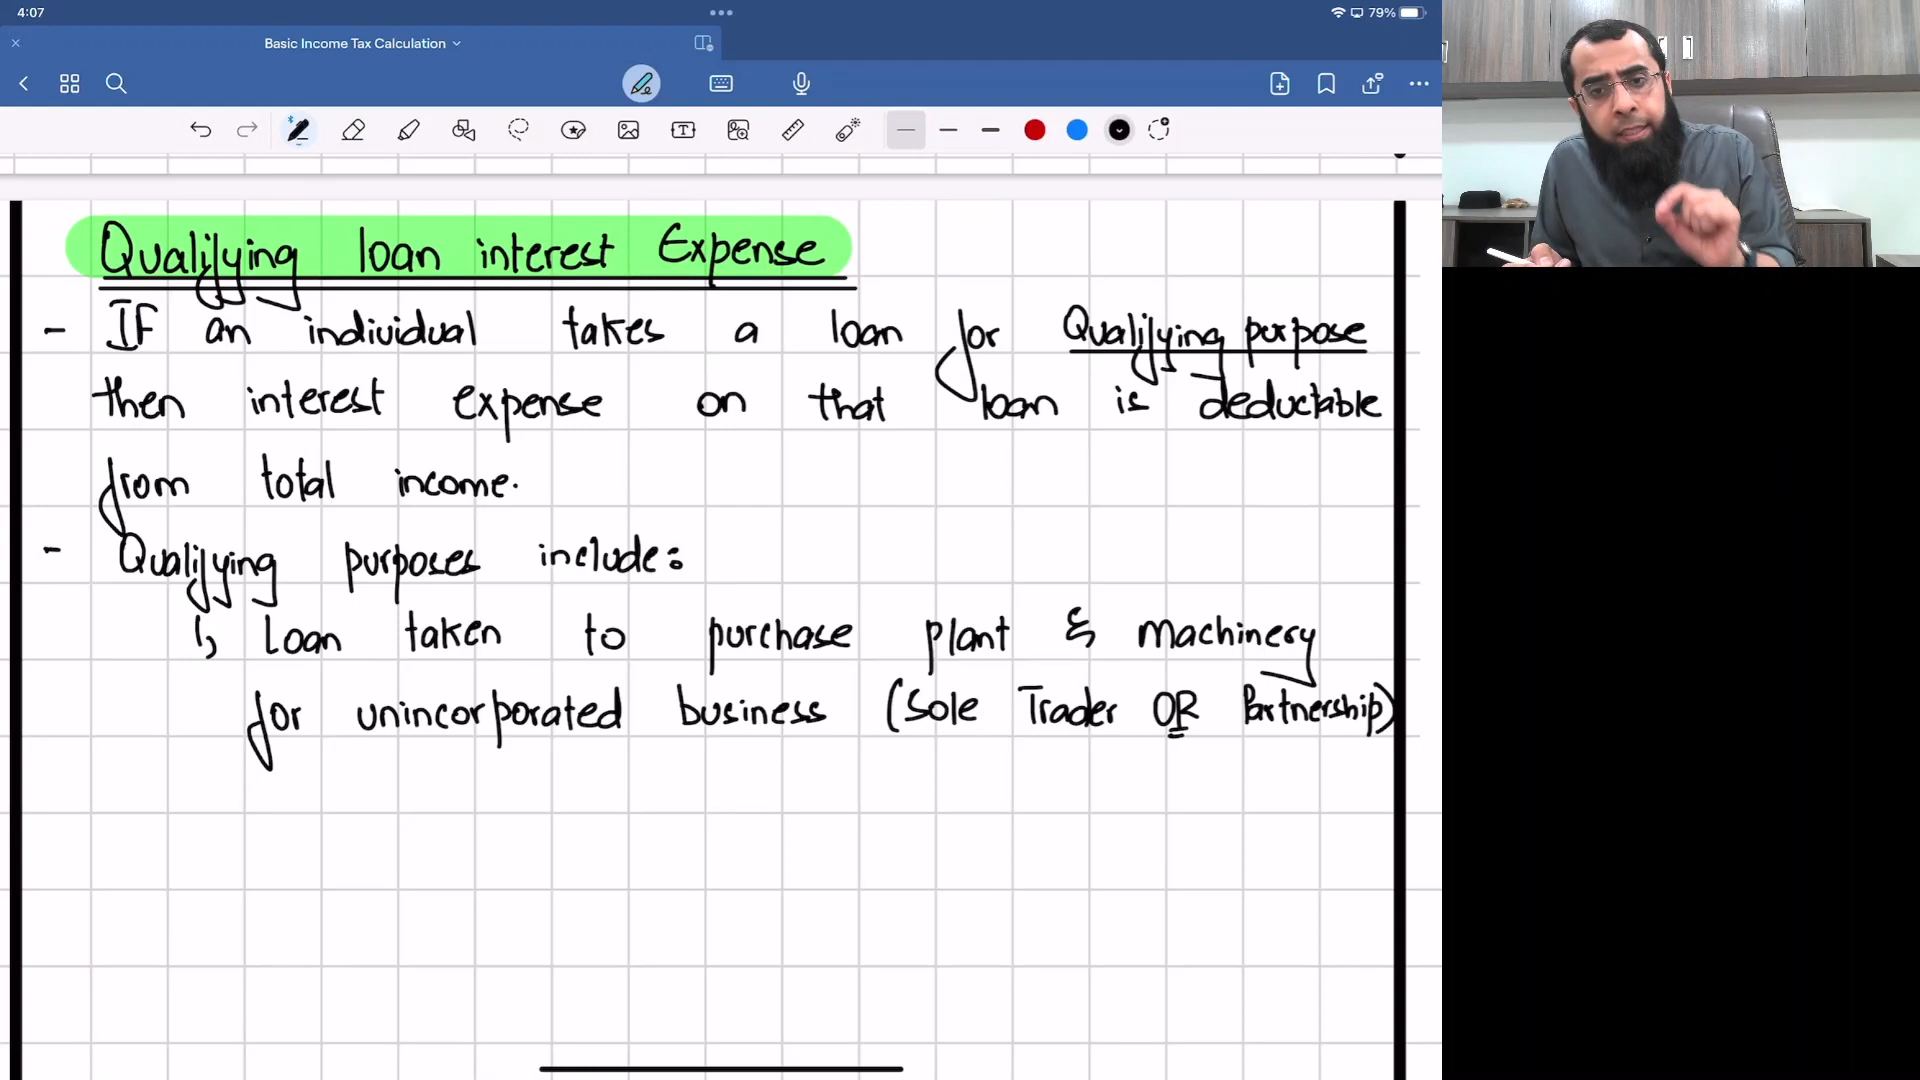 4:07
79%
Basic Income Tax Calculation
Qualifying loan interest Expense
- IF an individual takes a loan for Qualifying purpose
then interest expense on that loan is deductable
from total income.
- Qualifying purposes include:
1, Loan taken to purchase plant & machinery
for unincorporated business (Sole Trader OR Partnership)